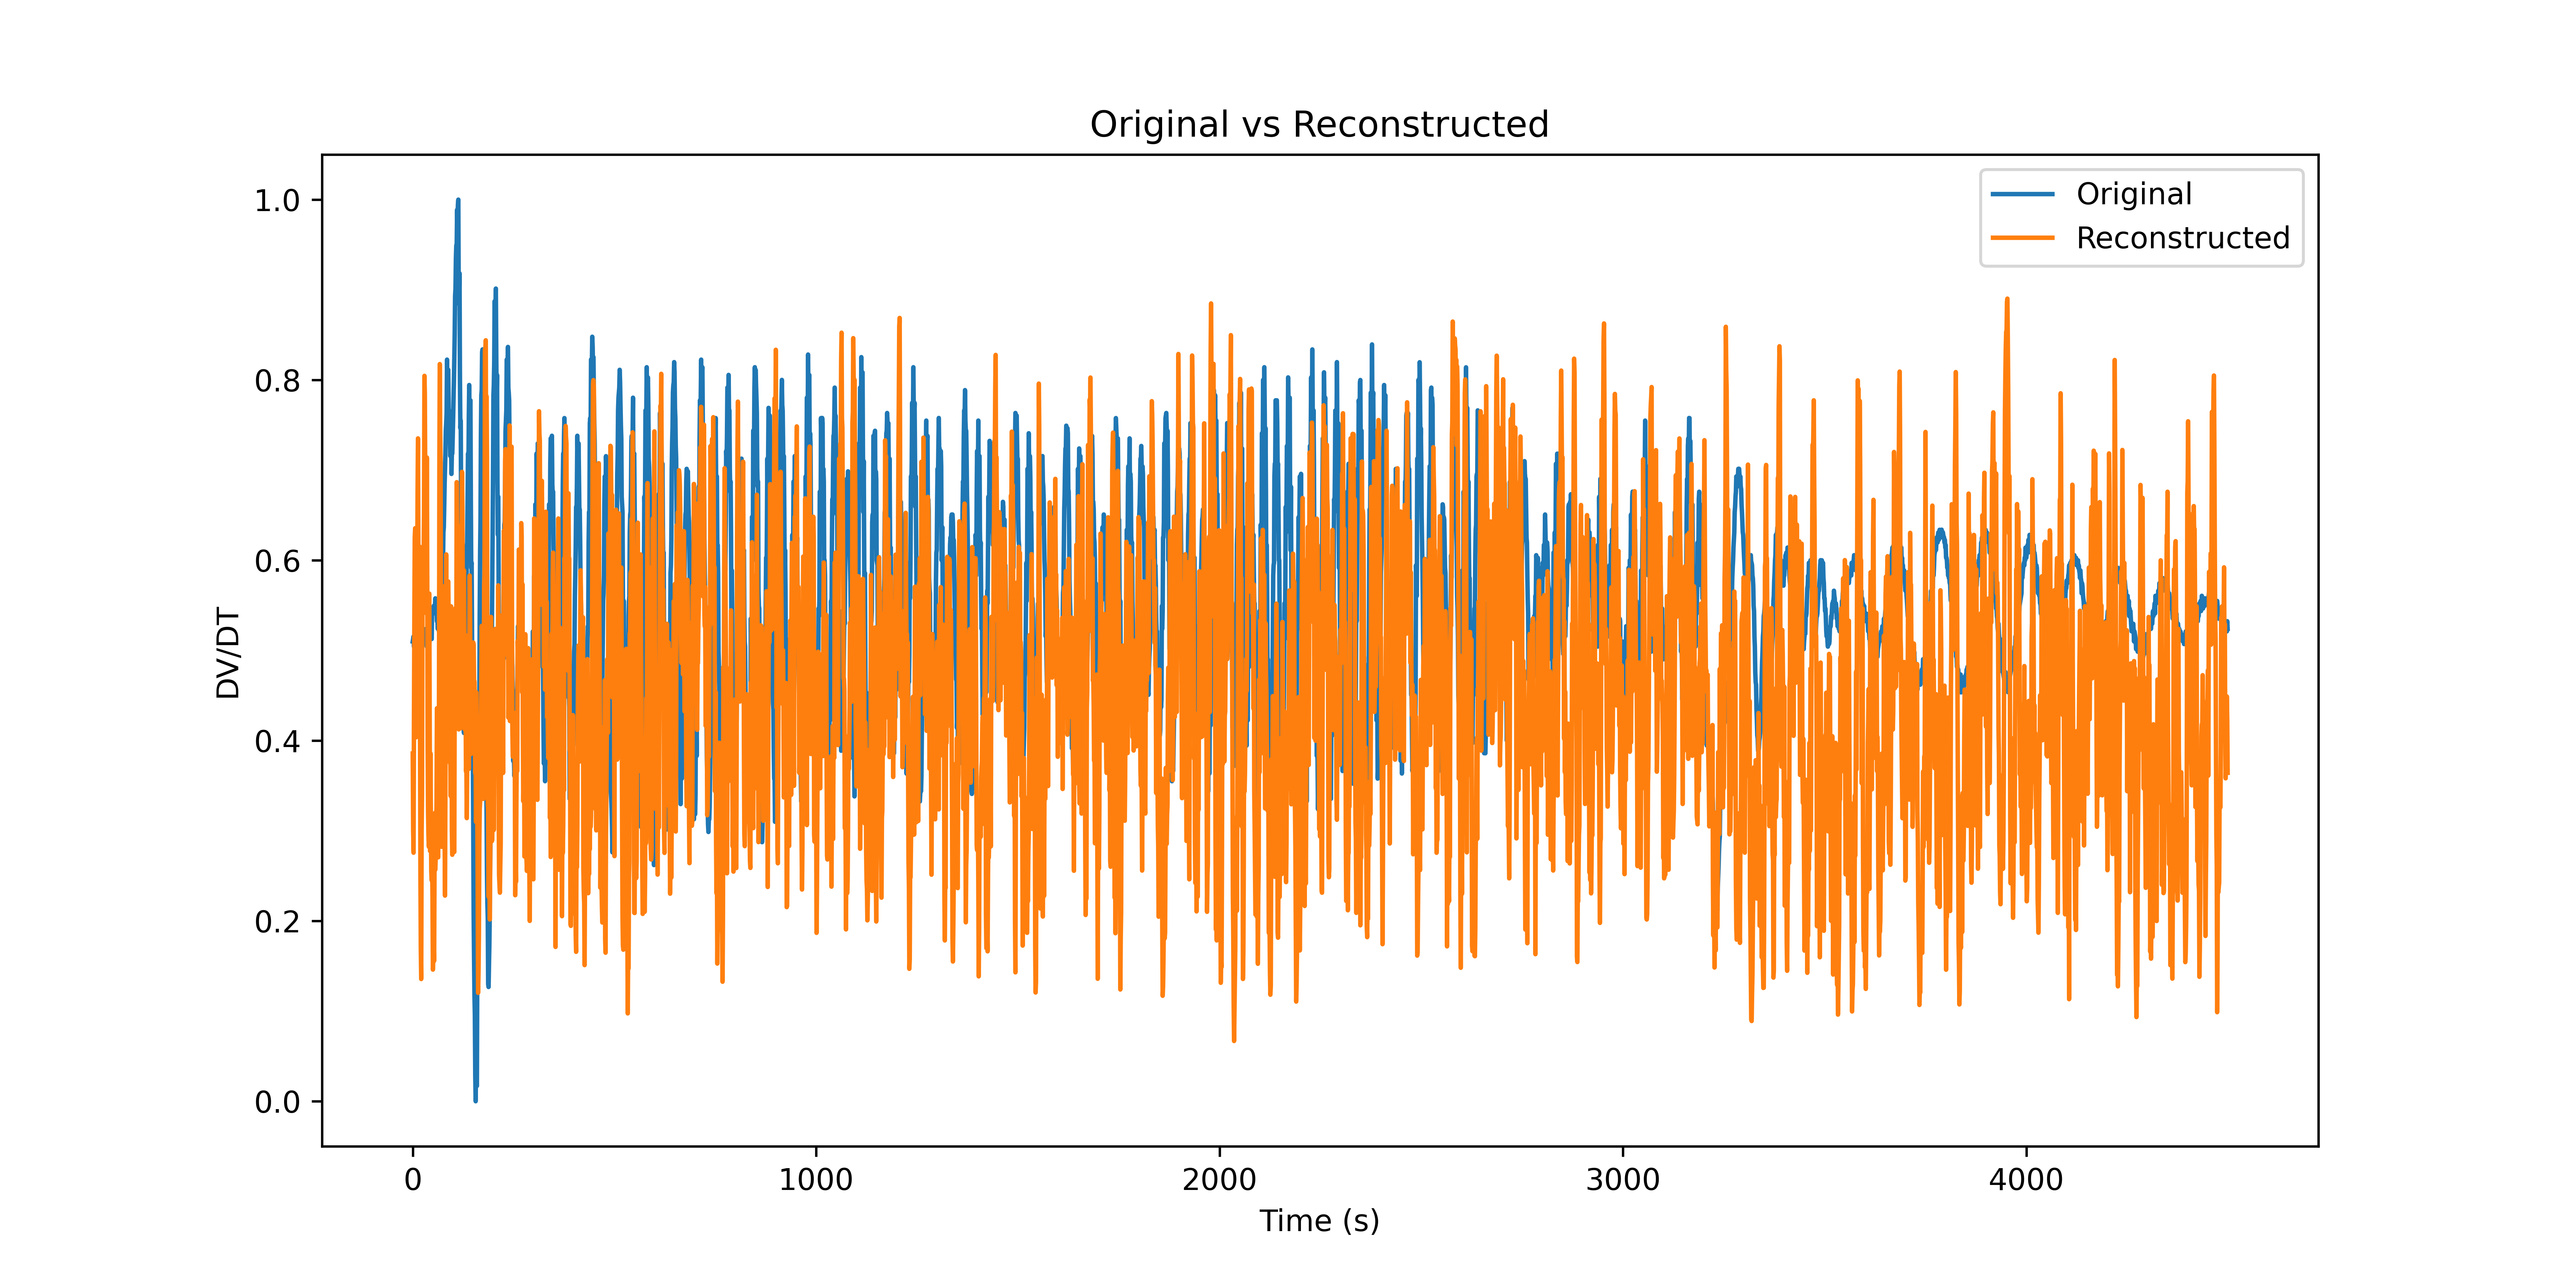 Original vs Reconstructed
Original
Reconstructed
1.0
0.8
0.6
0.4
0.2
0.0
DV/DT
0 1000 2000 3000 4000
Time (s)